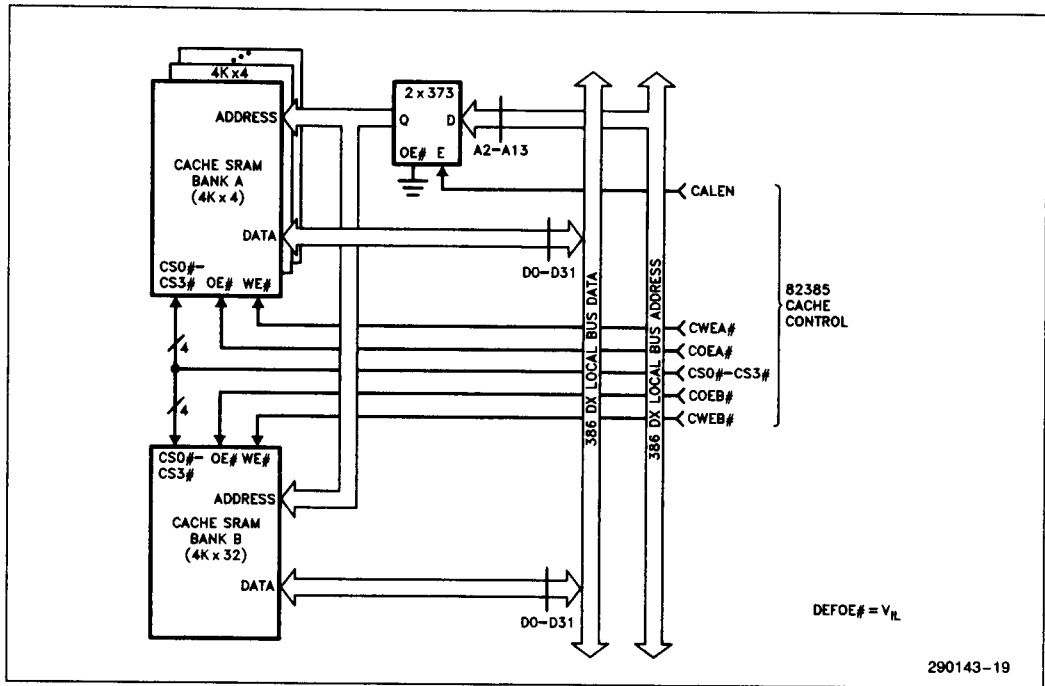 4K x 4
ADDRESS
CACHE SRAM
BANK A
(4K x 4)
DATA
CS0#–
CS3# OE# WE#
2 x 373
Q D
OE# E
A2–A13
CALEN
D0–D31
386 DX LOCAL BUS DATA
386 DX LOCAL BUS ADDRESS
82385
CACHE
CONTROL
CWEA#
COEA#
CS0#–CS3#
COEB#
CWEB#
4
4
CS0#– OE# WE#
CS3#
ADDRESS
CACHE SRAM
BANK B
(4K x 32)
DATA
D0–D31
DEFOE# = VIL
290143–19